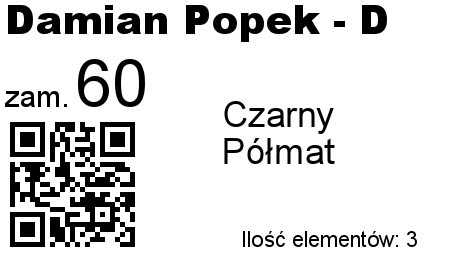 Damian Popek - D
zam. 60
Czarny
Półmat
Ilość elementów: 3